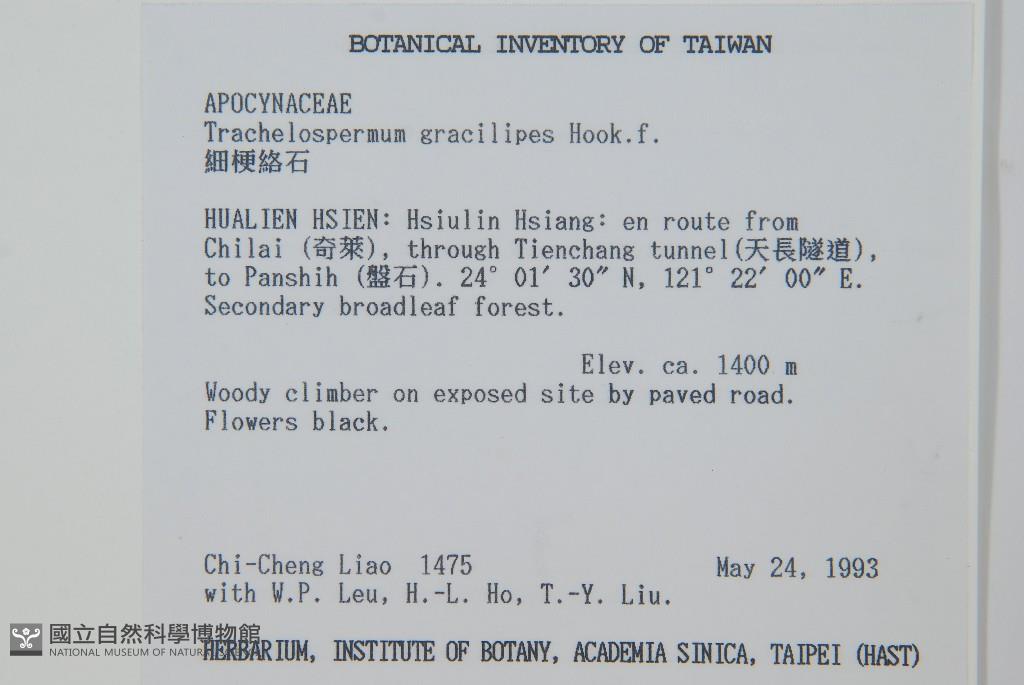 BOTANICAL INVENTORY OF TAIWAN
APOCYNACEAE
Trachelospermum gracilipes Hook.f.
細梗絡石
HUALIEN HSIEN: Hsiulin Hsiang: en route from
Chilai (奇萊), through Tienchang tunnel(天長隧道),
to Panshih (盤石). 24° 01′ 30″ N, 121° 22′ 00″ E.
Secondary broadleaf forest.
Elev. ca. 1400 m
Woody climber on exposed site by paved road.
Flowers black.
Chi-Cheng Liao 1475 May 24, 1993
with W.P. Leu, H.-L. Ho, T.-Y. Liu.
國立自然科學博物館
NATIONAL MUSEUM OF NATURAL
HERBARIUM, INSTITUTE OF BOTANY, ACADEMIA SINICA, TAIPEI (HAST)